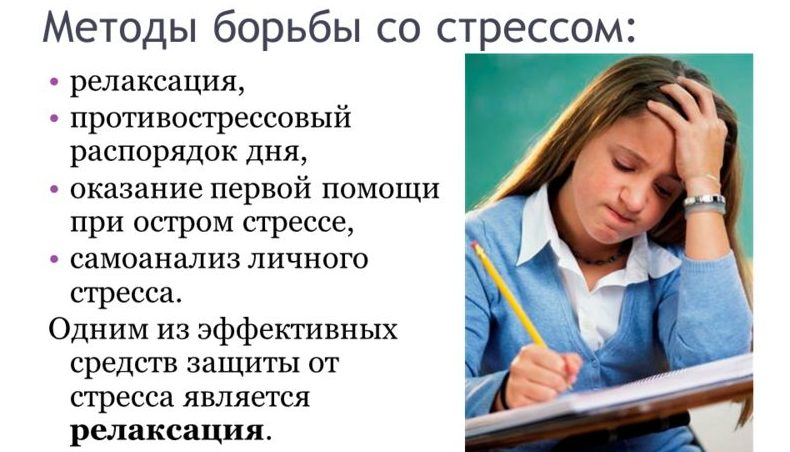 Методы борьбы со стрессом:
• релаксация,
• противострессовый
распорядок дня,
• оказание первой помощи
при остром стрессе,
• самоанализ личного
стресса.
Одним из эффективных
средств защиты от
стресса является
релаксация.